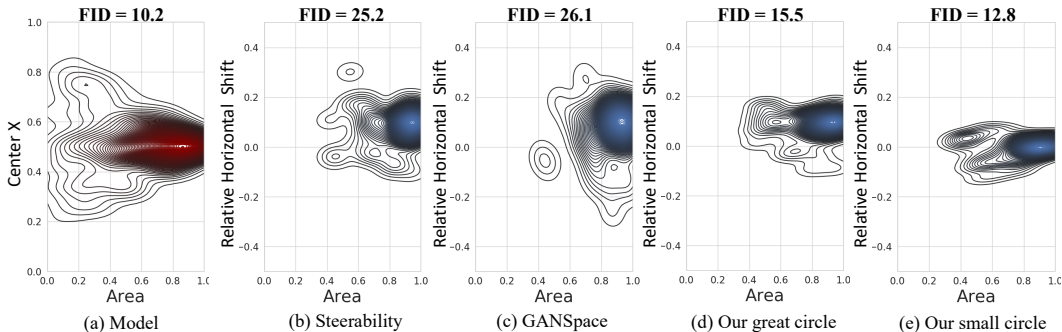 FID = 10.2
Center X
1.0
0.8
0.6
0.4
0.2
0.0
0.0 0.2 0.4 0.6 0.8 1.0
Area
(a) Model
FID = 25.2
Relative Horizontal Shift
0.4
0.2
0.0
−0.2
−0.4
0.0 0.2 0.4 0.6 0.8 1.0
Area
(b) Steerability
FID = 26.1
Relative Horizontal Shift
0.4
0.2
0.0
−0.2
−0.4
0.0 0.2 0.4 0.6 0.8 1.0
Area
(c) GANSpace
FID = 15.5
Relative Horizontal Shift
0.4
0.2
0.0
−0.2
−0.4
0.0 0.2 0.4 0.6 0.8 1.0
Area
(d) Our great circle
FID = 12.8
Relative Horizontal Shift
0.4
0.2
0.0
−0.2
−0.4
0.0 0.2 0.4 0.6 0.8 1.0
Area
(e) Our small circle